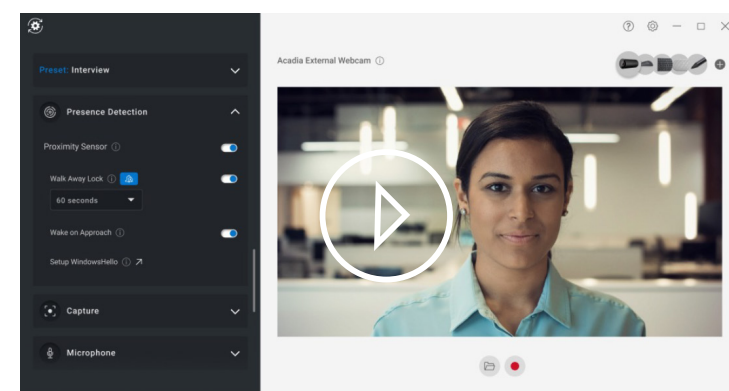 Preset: Interview
Presence Detection
Proximity Sensor
Walk Away Lock
60 seconds
Wake on Approach
Setup WindowsHello
Capture
Microphone
Acadia External Webcam